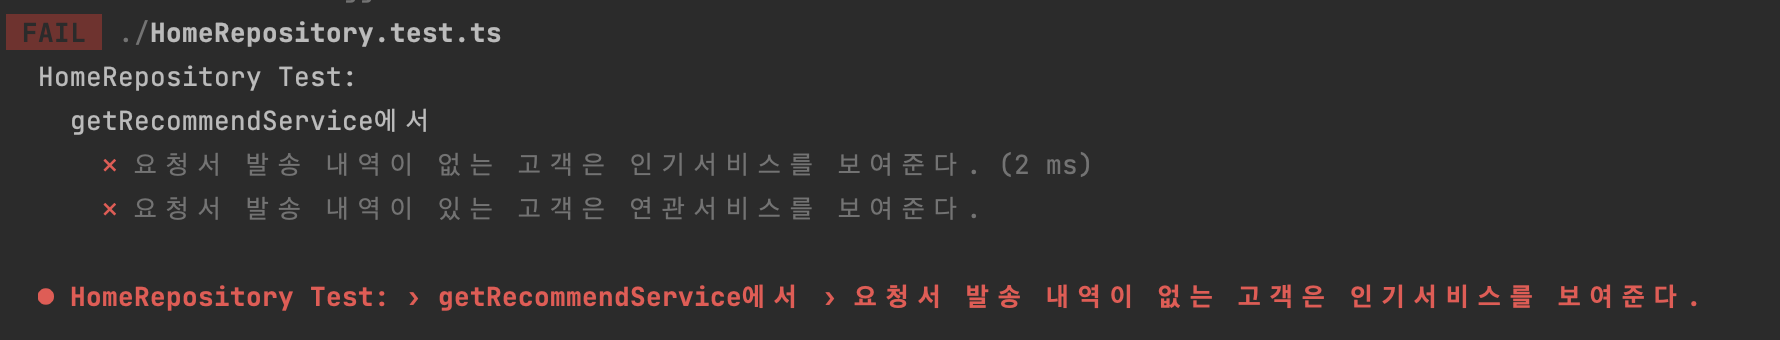 FAIL ./HomeRepository.test.ts
HomeRepository Test:
getRecommendService에서
× 요청서 발송 내역이 없는 고객은 인기서비스를 보여준다. (2 ms)
× 요청서 발송 내역이 있는 고객은 연관서비스를 보여준다.
● HomeRepository Test: › getRecommendService에서 › 요청서 발송 내역이 없는 고객은 인기서비스를 보여준다.